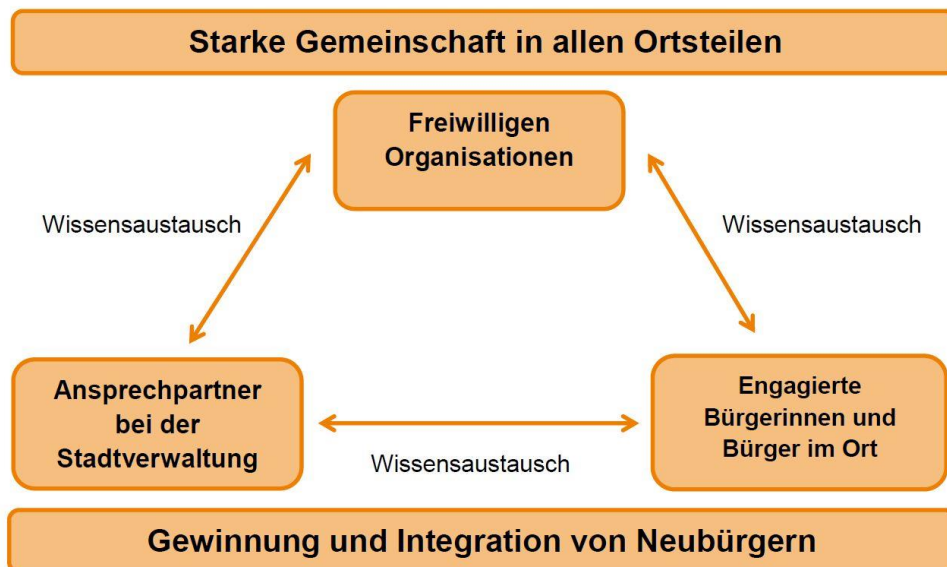 Starke Gemeinschaft in allen Ortsteilen
Freiwilligen
Organisationen
Wissensaustausch
Wissensaustausch
Ansprechpartner
bei der
Stadtverwaltung
Engagierte
Bürgerinnen und
Bürger im Ort
Wissensaustausch
Gewinnung und Integration von Neubürgern